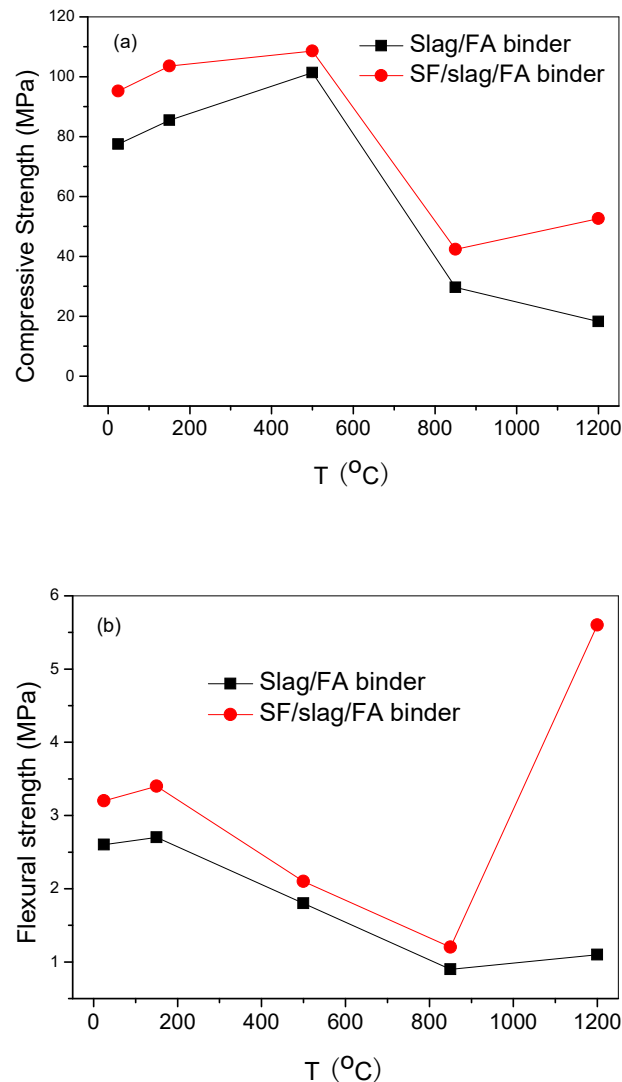 120
(a)
Slag/FA binder
SF/slag/FA binder
100
80
60
40
20
0
Compressive Strength (MPa)
0 200 400 600 800 1000 1200
T (°C)
6
(b)
5
Slag/FA binder
SF/slag/FA binder
4
3
2
1
Flexural strength (MPa)
0 200 400 600 800 1000 1200
T (°C)